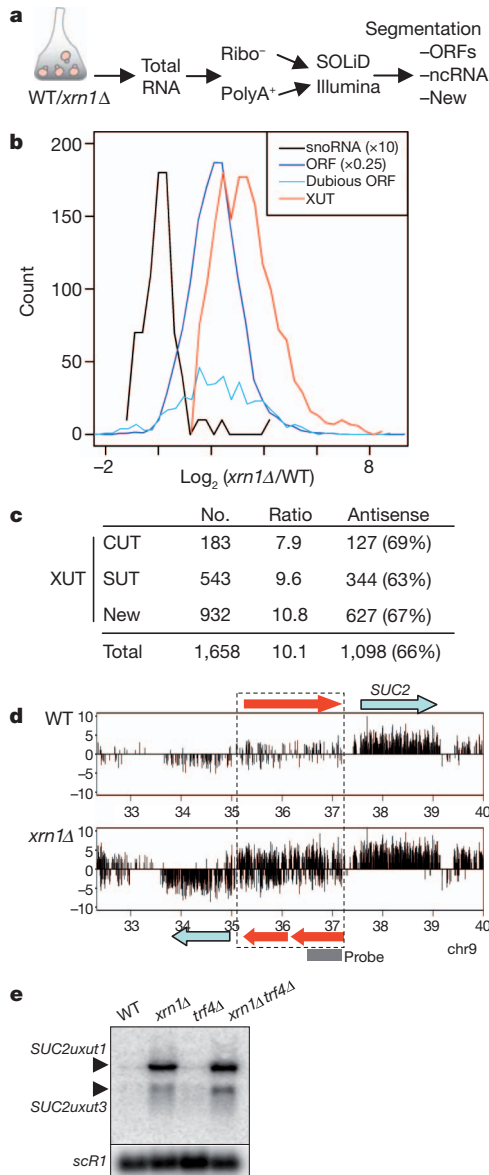 a
WT/xrn1Δ
Total RNA
Ribo⁻
PolyA⁺
SOLiD
Illumina
Segmentation
–ORFs
–ncRNA
–New
b
200
150
100
50
0
Count
snoRNA (×10)
ORF (×0.25)
Dubious ORF
XUT
–2
8
Log₂ (xrn1Δ/WT)
c
No. Ratio Antisense
XUT
CUT 183 7.9 127 (69%)
SUT 543 9.6 344 (63%)
New 932 10.8 627 (67%)
Total 1,658 10.1 1,098 (66%)
d
SUC2
WT
10
5
0
–5
–10
33 34 35 36 37 38 39 40
xrn1Δ
10
5
0
–5
–10
33 34 35 36 37 38 39 40
Probe
chr9
e
WT xrn1Δ trf4Δ xrn1Δtrf4Δ
SUC2uxut1
SUC2uxut3
scR1